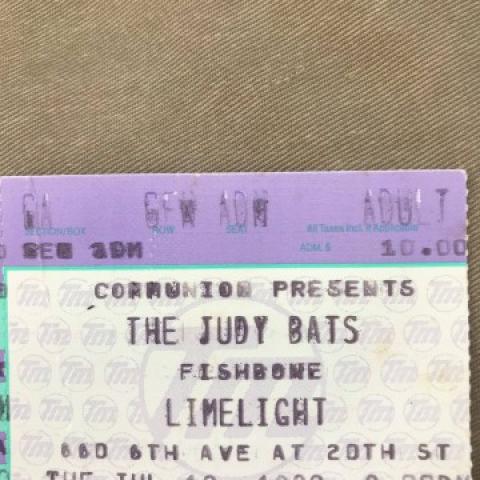 GA GEN ADM ADULT
SECTION/BOX ROW SEAT All Taxes Incl. If Applicable
GEN ADM ADM. $ 10.00
COMMUNION PRESENTS
THE JUDY BATS
FISHBONE
LIMELIGHT
660 6TH AVE AT 20TH ST
TUE